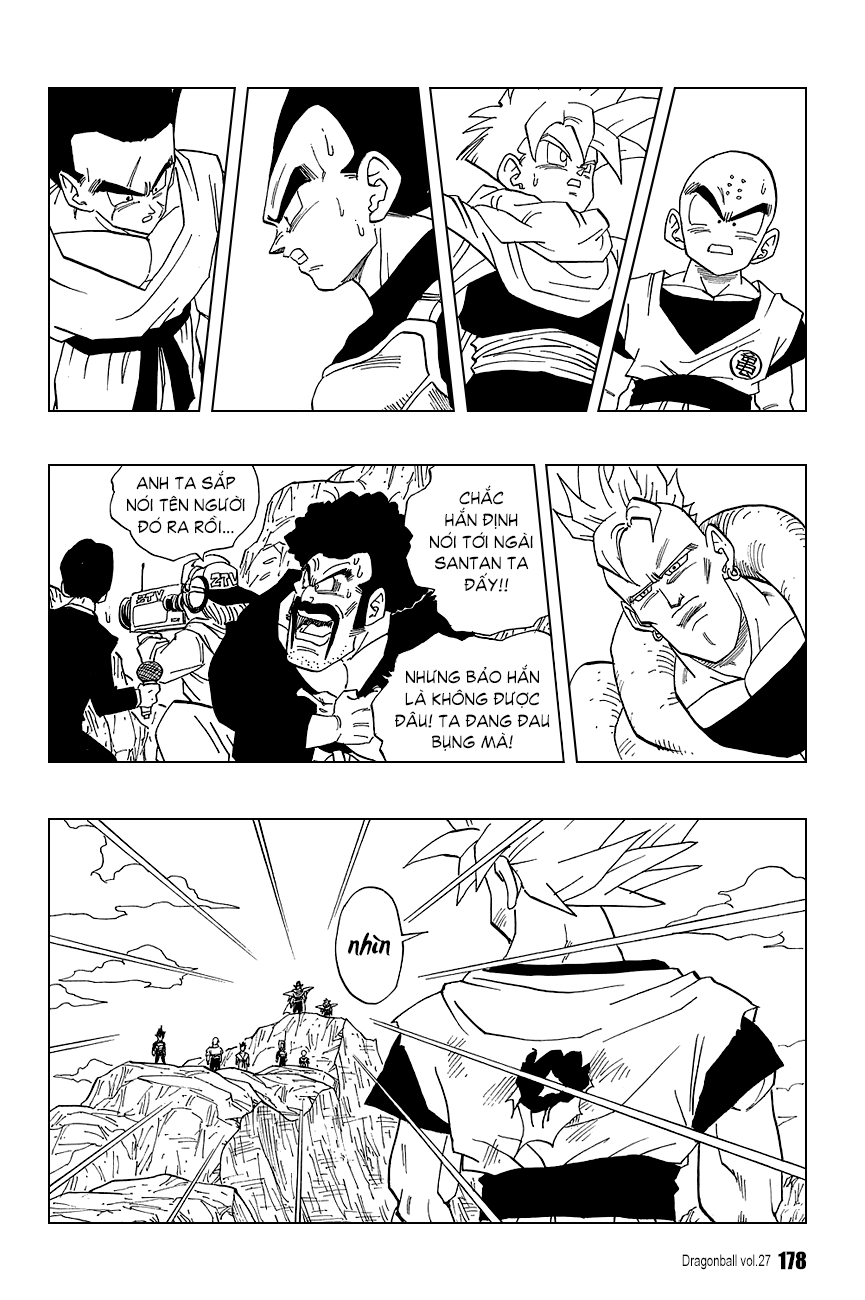 ANH TA SẮP
NÓI TÊN NGƯỜI
ĐÓ RA RỒI...
CHẮC
HẮN ĐỊNH
NÓI TỚI NGÀI
SANTAN TA
ĐẤY!!
ZTV
ZTV
NHƯNG BẢO HẮN
LÀ KHÔNG ĐƯỢC
ĐÂU! TA ĐANG ĐAU
BỤNG MÀ!
nhìn
亀
Dragonball vol.27 178